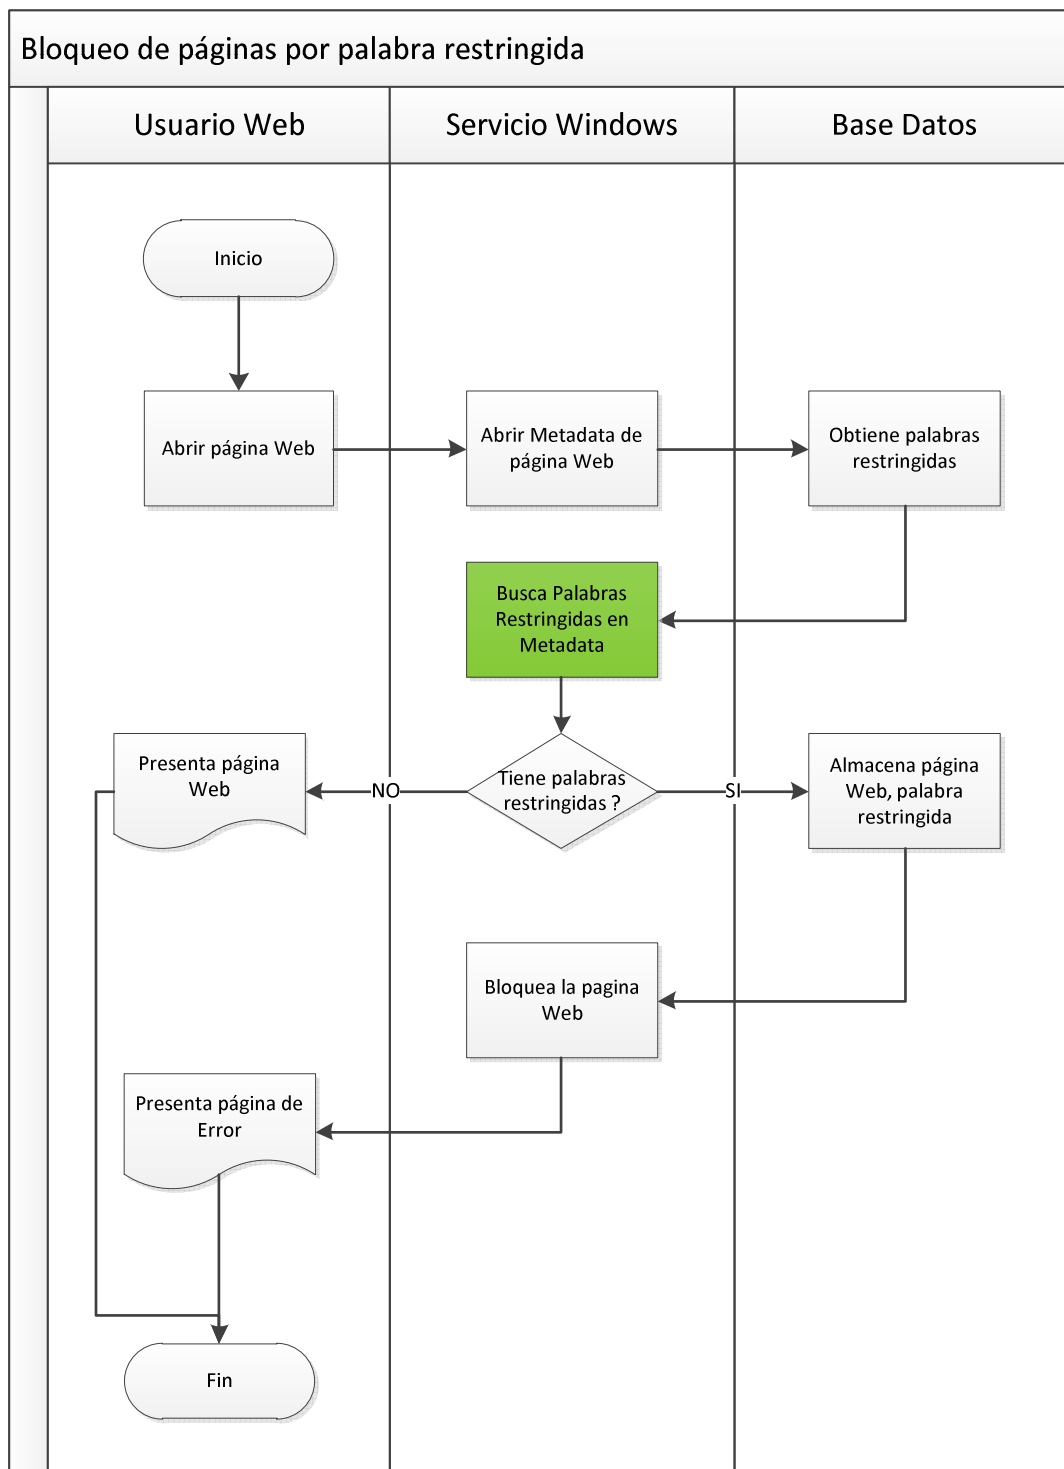 Bloqueo de páginas por palabra restringida
Usuario Web
Servicio Windows
Base Datos
Inicio
Abrir página Web
Abrir Metadata de
página Web
Obtiene palabras
restringidas
Busca Palabras
Restringidas en
Metadata
Tiene palabras
restringidas ?
NO
SI
Presenta página
Web
Almacena página
Web, palabra
restringida
Bloquea la pagina
Web
Presenta página de
Error
Fin